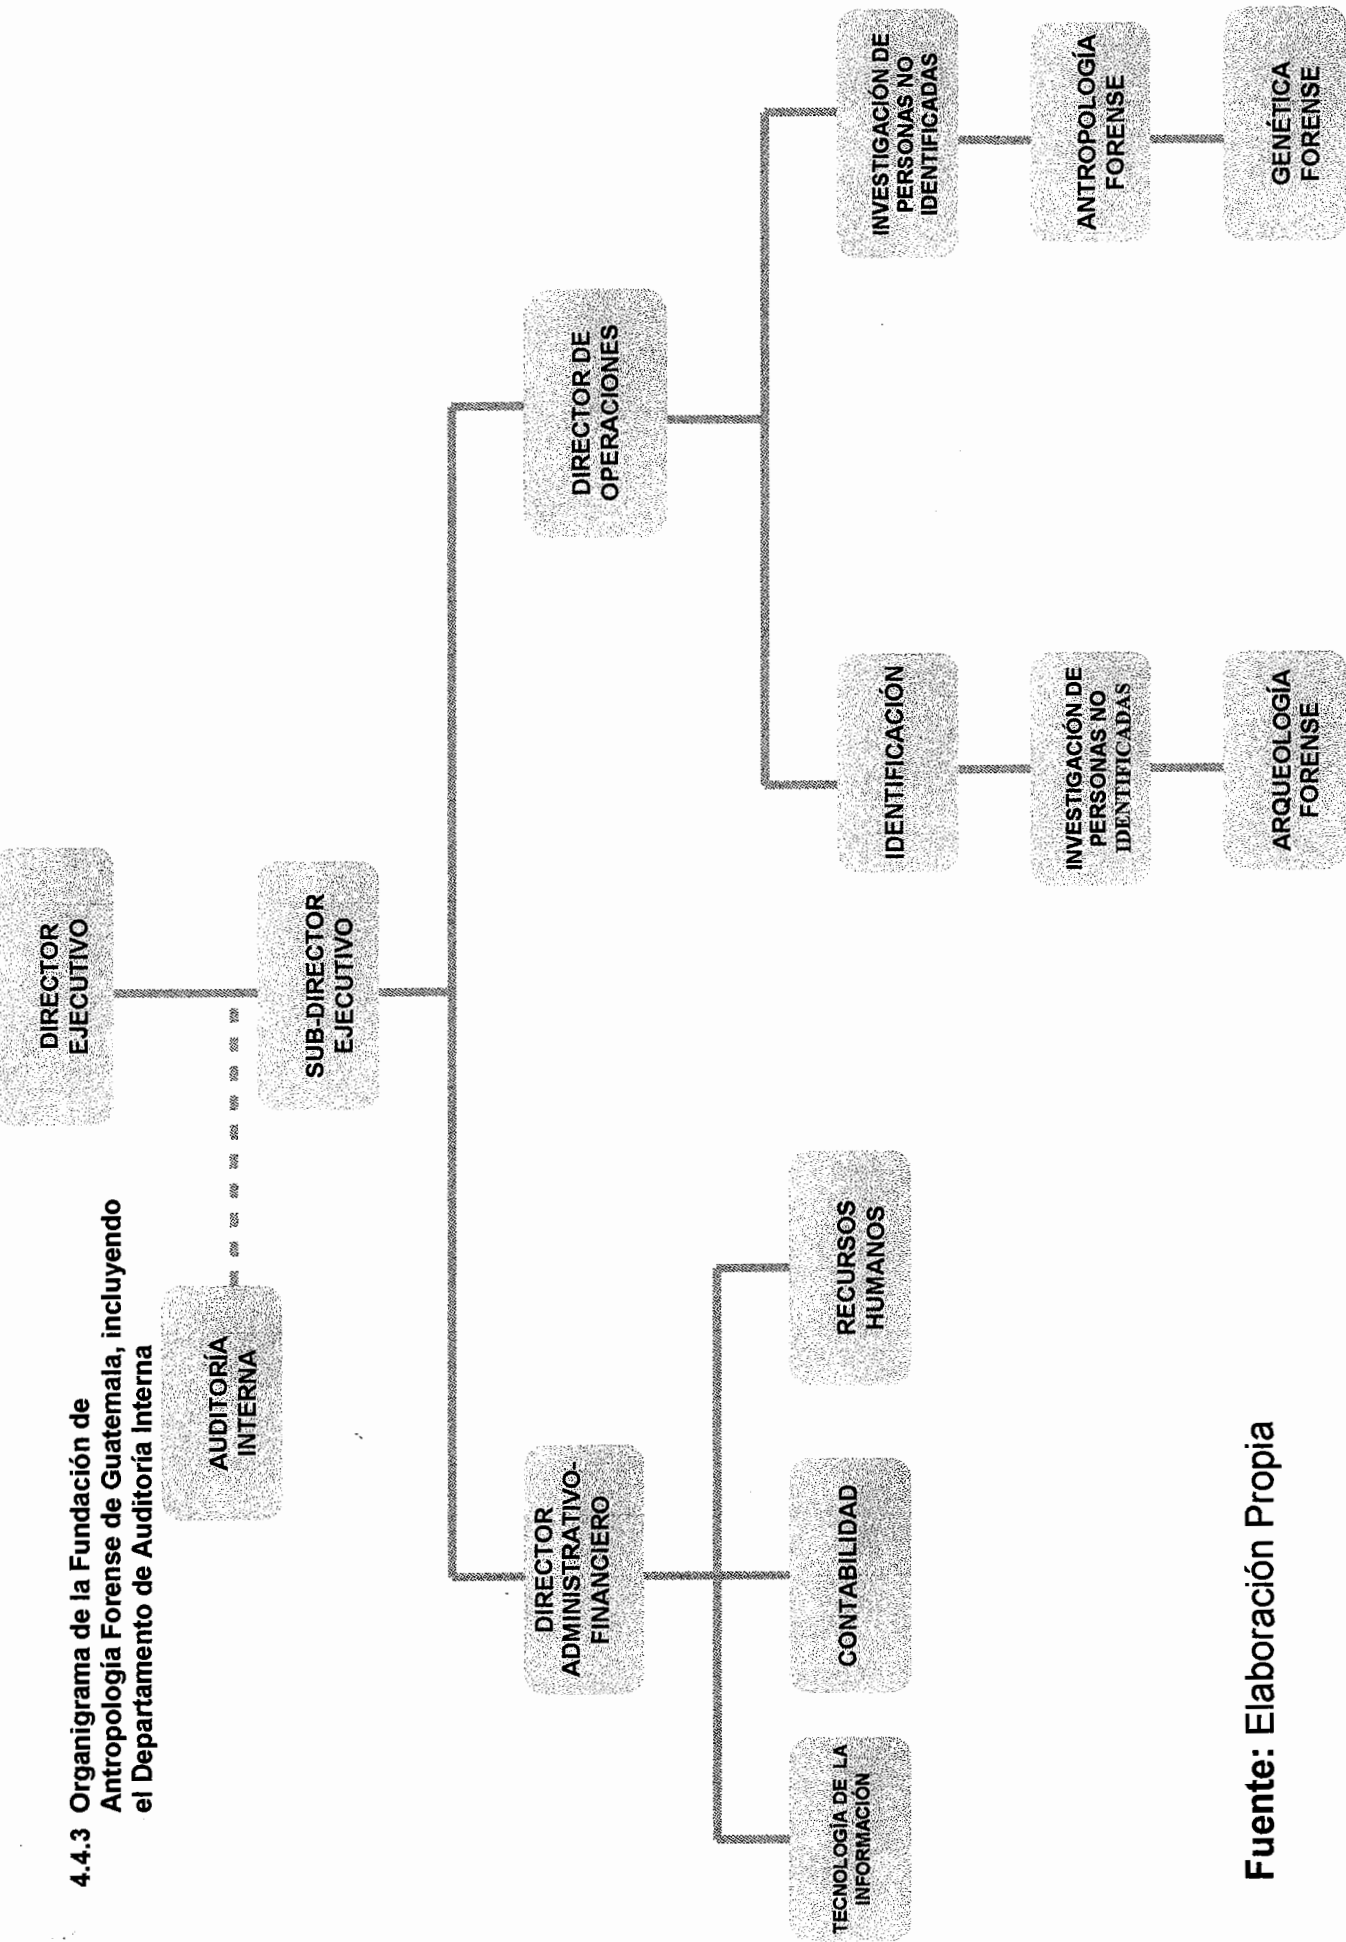 4.4.3 Organigrama de la Fundación de
Antropología Forense de Guatemala, incluyendo
el Departamento de Auditoría Interna
DIRECTOR
EJECUTIVO
AUDITORÍA
INTERNA
SUB-DIRECTOR
EJECUTIVO
DIRECTOR
ADMINISTRATIVO-
FINANCIERO
DIRECTOR DE
OPERACIONES
TECNOLOGÍA DE LA
INFORMACIÓN
CONTABILIDAD
RECURSOS
HUMANOS
IDENTIFICACIÓN
INVESTIGACIÓN DE
PERSONAS NO
IDENTIFICADAS
INVESTIGACIÓN DE
PERSONAS NO
IDENTIFICADAS
ANTROPOLOGÍA
FORENSE
ARQUEOLOGÍA
FORENSE
GENÉTICA
FORENSE
Fuente: Elaboración Propia